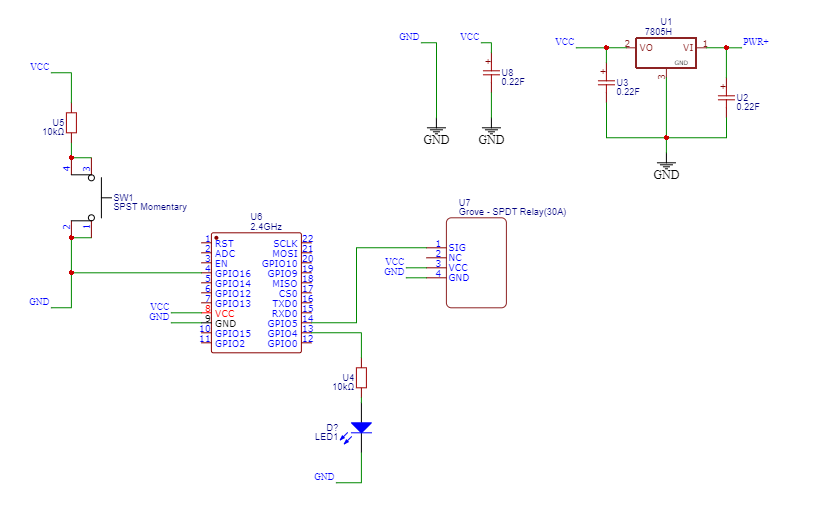 GND
VCC
+
U8
0.22F
GND
GND
U1
7805H
VCC
2
VO
VI
1
PWR+
GND
3
+
U3
0.22F
+
U2
0.22F
GND
VCC
U5
10kΩ
4
3
SW1
SPST Momentary
2
1
GND
U6
2.4GHz
1 RST SCLK 22
2 ADC MOSI 21
3 EN GPIO10 20
4 GPIO16 GPIO9 19
5 GPIO14 MISO 18
6 GPIO12 CS0 17
7 GPIO13 TXD0 16
VCC 8 VCC RXD0 15
GND 9 GND GPIO5 14
10 GPIO15 GPIO4 13
11 GPIO2 GPIO0 12
U7
Grove - SPDT Relay(30A)
1 SIG
2 NC
VCC 3 VCC
GND 4 GND
U4
10kΩ
D?
LED1
GND